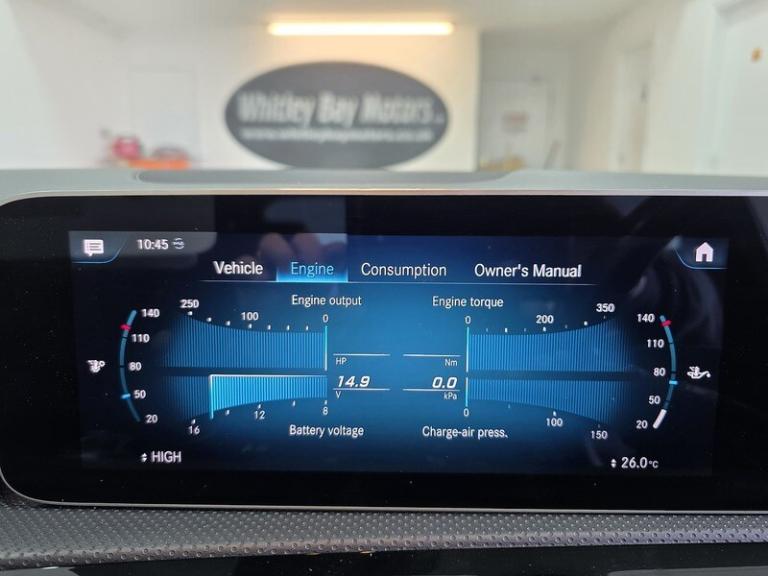 Whitley Bay Motors
10:45
Vehicle Engine Consumption Owner's Manual
Engine output Engine torque
250 100 0
0 200 350
140 110 80 50 20
140 110 80 50 20
HP Nm
14.9 0.0
V kPa
16 12 8
0 100 150
Battery voltage Charge-air press.
HIGH 26.0°C